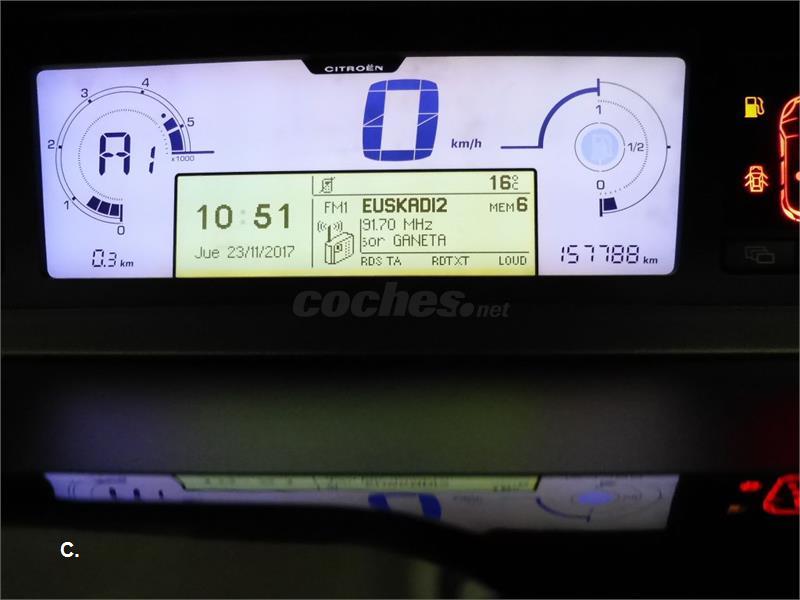 CITROËN
4
3
5
2
x1000
1
0
A1
0.3 km
0 km/h
1
1/2
0
157788 km
16°C
10:51
FM1 EUSKADI2 MEM 6
91.70 MHz
Jue 23/11/2017
GANETA
RDS TA RDTXT LOUD
coches.net
C.